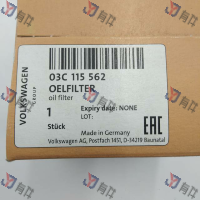 VOLKSWAGEN
GROUP
03C 115 562
OELFILTER
oil filter
1
Stück
Expiry date: NONE
LOT:
Made in Germany
Volkswagen AG, Postfach 1451, D-34219 Baunatal
EAC